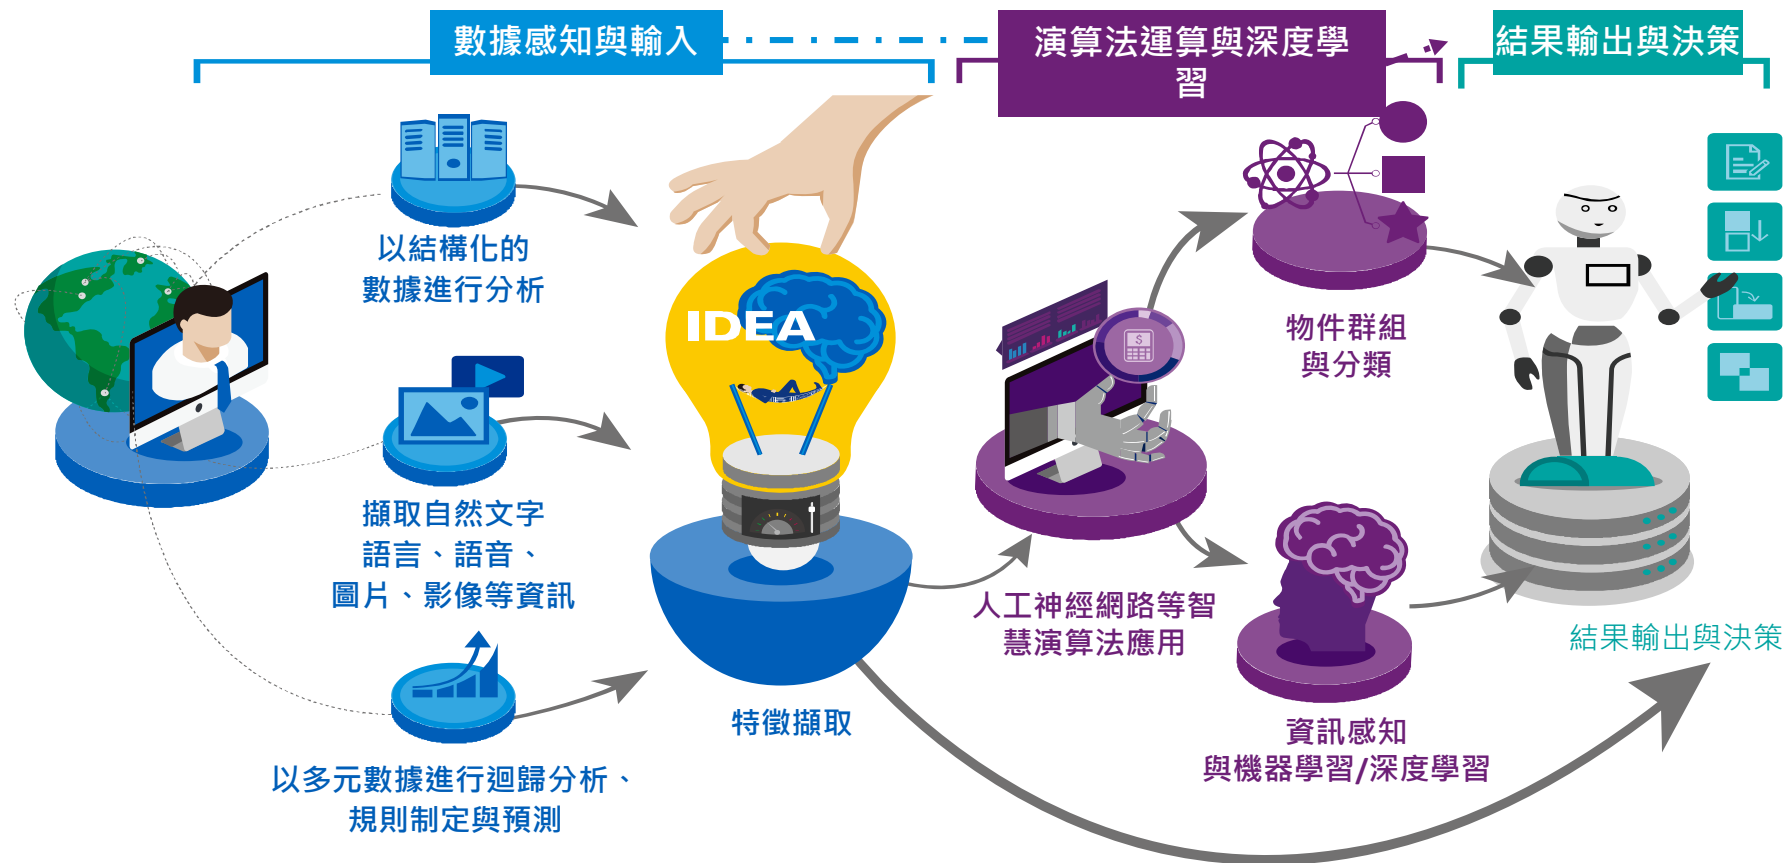 數據感知與輸入
演算法運算與深度學
習
結果輸出與決策
以結構化的
數據進行分析
擷取自然文字
語言、語音、
圖片、影像等資訊
以多元數據進行迴歸分析、
規則制定與預測
IDEA
特徵擷取
$
人工神經網路等智
慧演算法應用
物件群組
與分類
資訊感知
與機器學習/深度學習
結果輸出與決策